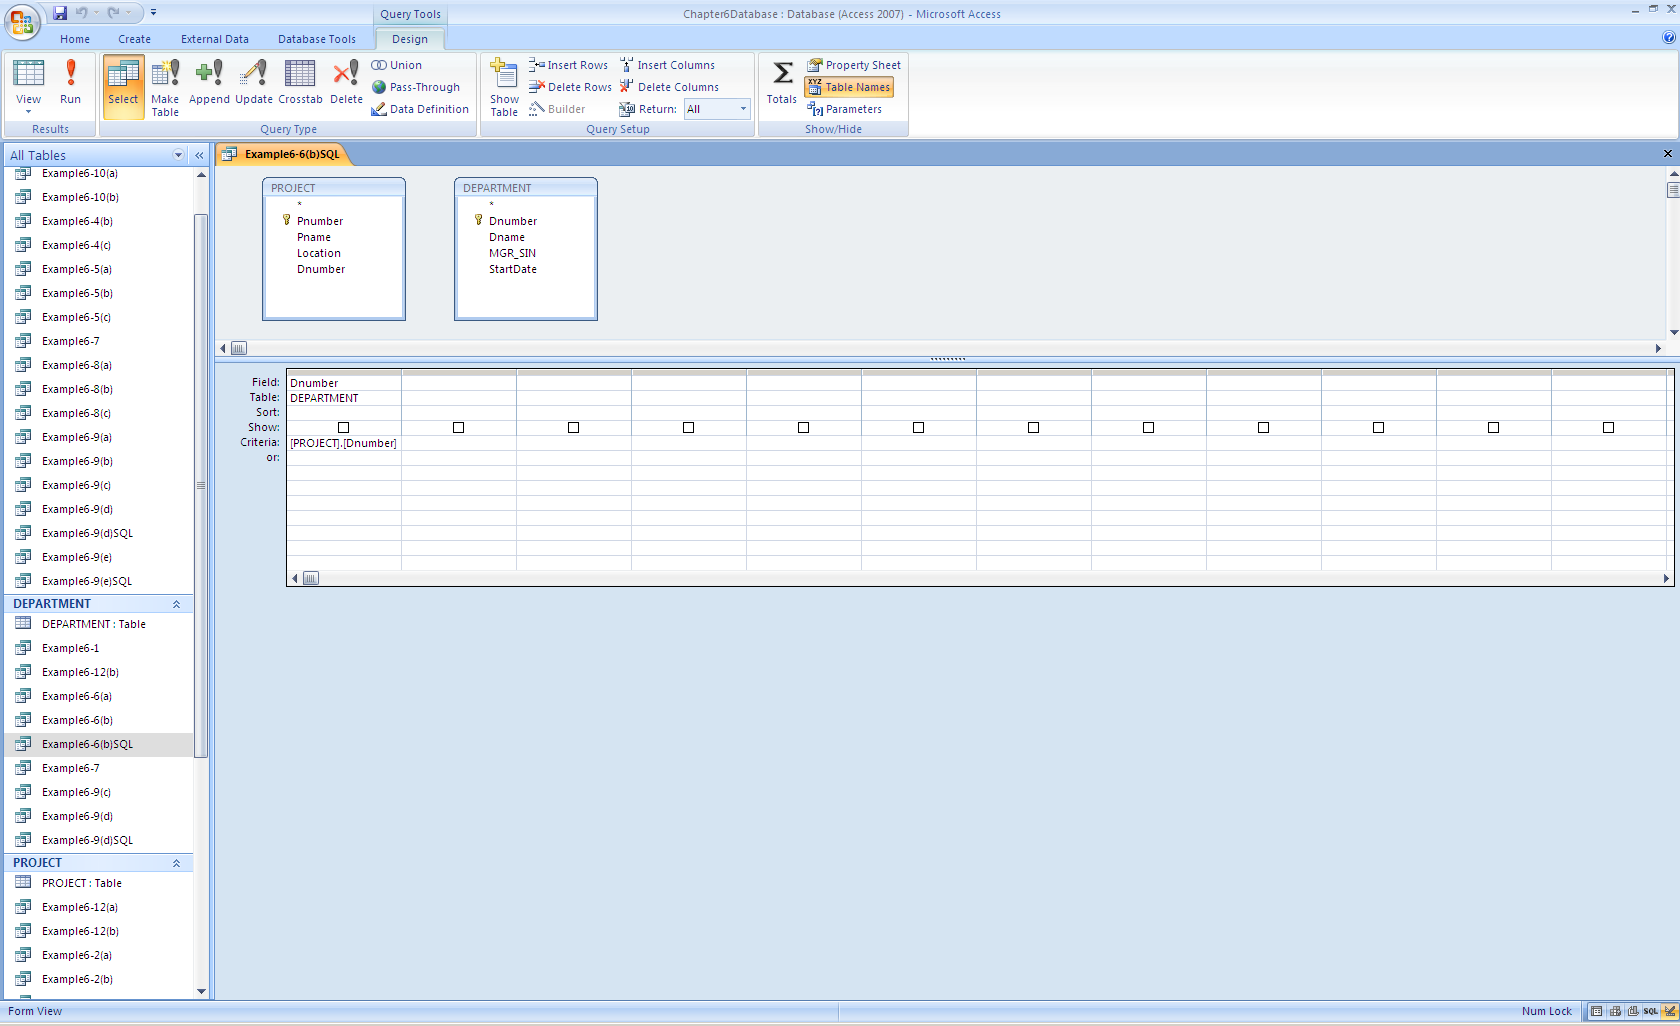 Query Tools
Chapter6Database : Database (Access 2007) - Microsoft Access
Home Create External Data Database Tools Design
View
Run
Results
Select
Make Table
Append
Update
Crosstab
Delete
Union
Pass-Through
Data Definition
Query Type
Show Table
Insert Rows
Delete Rows
Builder
Insert Columns
Delete Columns
Return: All
Query Setup
Σ
Totals
Property Sheet
XYZ Table Names
Parameters
Show/Hide
All Tables
Example6-10(a)
Example6-10(b)
Example6-4(b)
Example6-4(c)
Example6-5(a)
Example6-5(b)
Example6-5(c)
Example6-7
Example6-8(a)
Example6-8(b)
Example6-8(c)
Example6-9(a)
Example6-9(b)
Example6-9(c)
Example6-9(d)
Example6-9(d)SQL
Example6-9(e)
Example6-9(e)SQL
DEPARTMENT
DEPARTMENT : Table
Example6-1
Example6-12(b)
Example6-6(a)
Example6-6(b)
Example6-6(b)SQL
Example6-7
Example6-9(c)
Example6-9(d)
Example6-9(d)SQL
PROJECT
PROJECT : Table
Example6-12(a)
Example6-12(b)
Example6-2(a)
Example6-2(b)
Example6-6(b)SQL
PROJECT
*
Pnumber
Pname
Location
Dnumber
DEPARTMENT
*
Dnumber
Dname
MGR_SIN
StartDate
Field: Dnumber
Table: DEPARTMENT
Sort:
Show:
Criteria: [PROJECT].[Dnumber]
or:
Form View
Num Lock
SQL